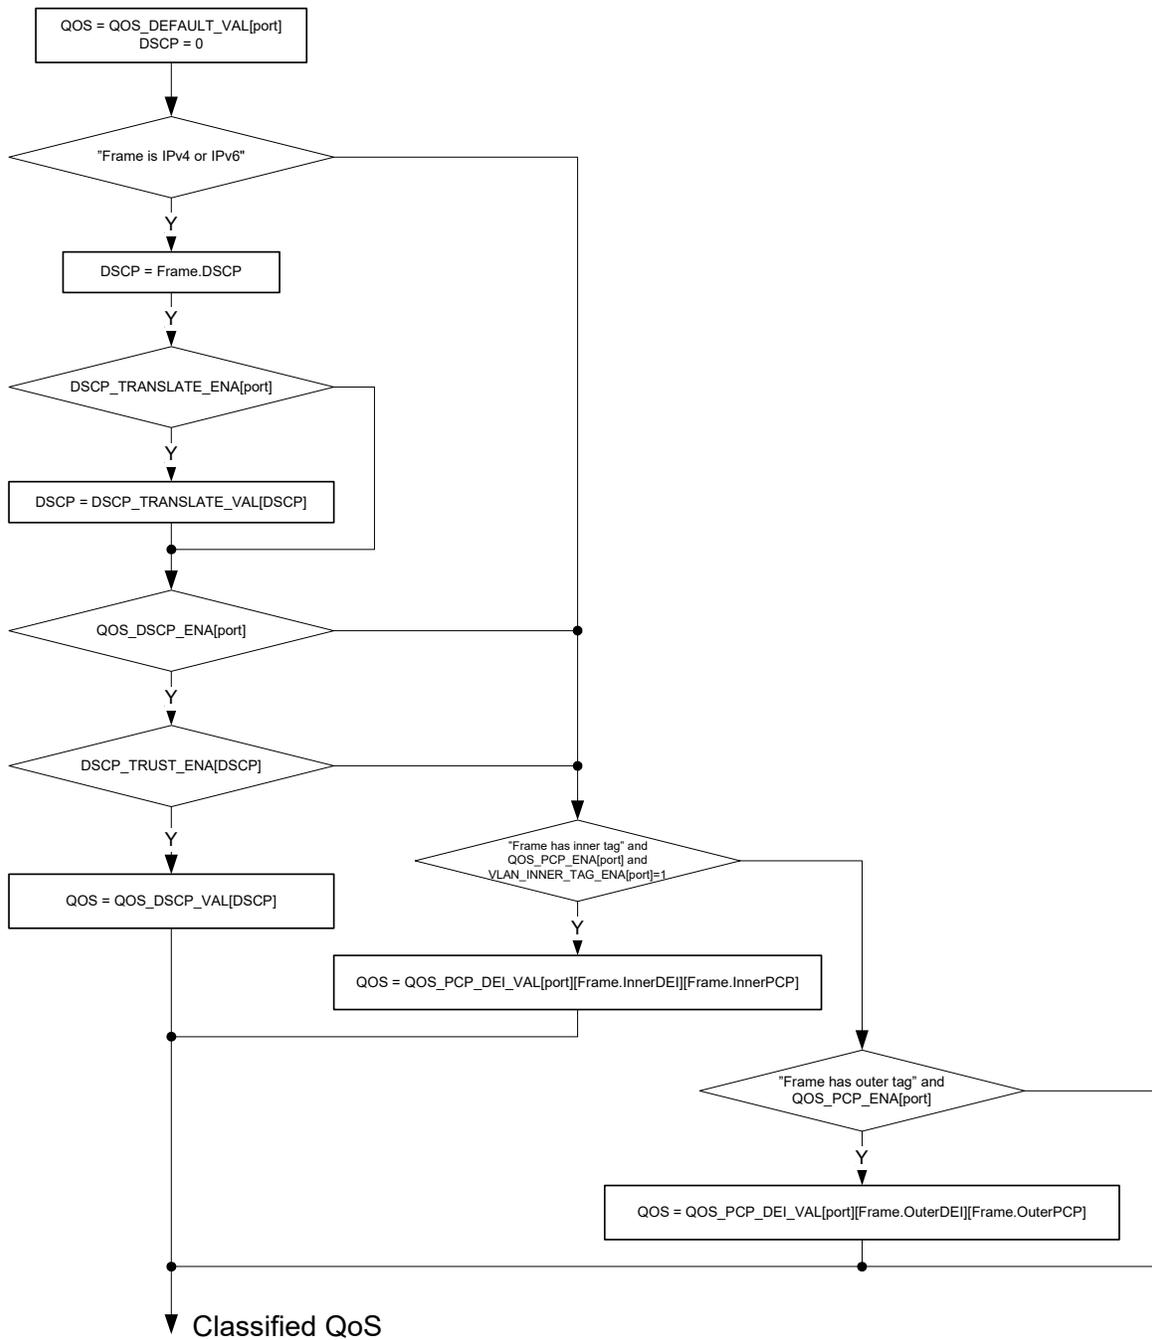 QOS = QOS_DEFAULT_VAL[port]
DSCP = 0
"Frame is IPv4 or IPv6"
Y
DSCP = Frame.DSCP
Y
DSCP_TRANSLATE_ENA[port]
Y
DSCP = DSCP_TRANSLATE_VAL[DSCP]
QOS_DSCP_ENA[port]
Y
DSCP_TRUST_ENA[DSCP]
Y
QOS = QOS_DSCP_VAL[DSCP]
"Frame has inner tag" and
QOS_PCP_ENA[port] and
VLAN_INNER_TAG_ENA[port]=1
Y
QOS = QOS_PCP_DEI_VAL[port][Frame.InnerDEI][Frame.InnerPCP]
"Frame has outer tag" and
QOS_PCP_ENA[port]
Y
QOS = QOS_PCP_DEI_VAL[port][Frame.OuterDEI][Frame.OuterPCP]
Classified QoS